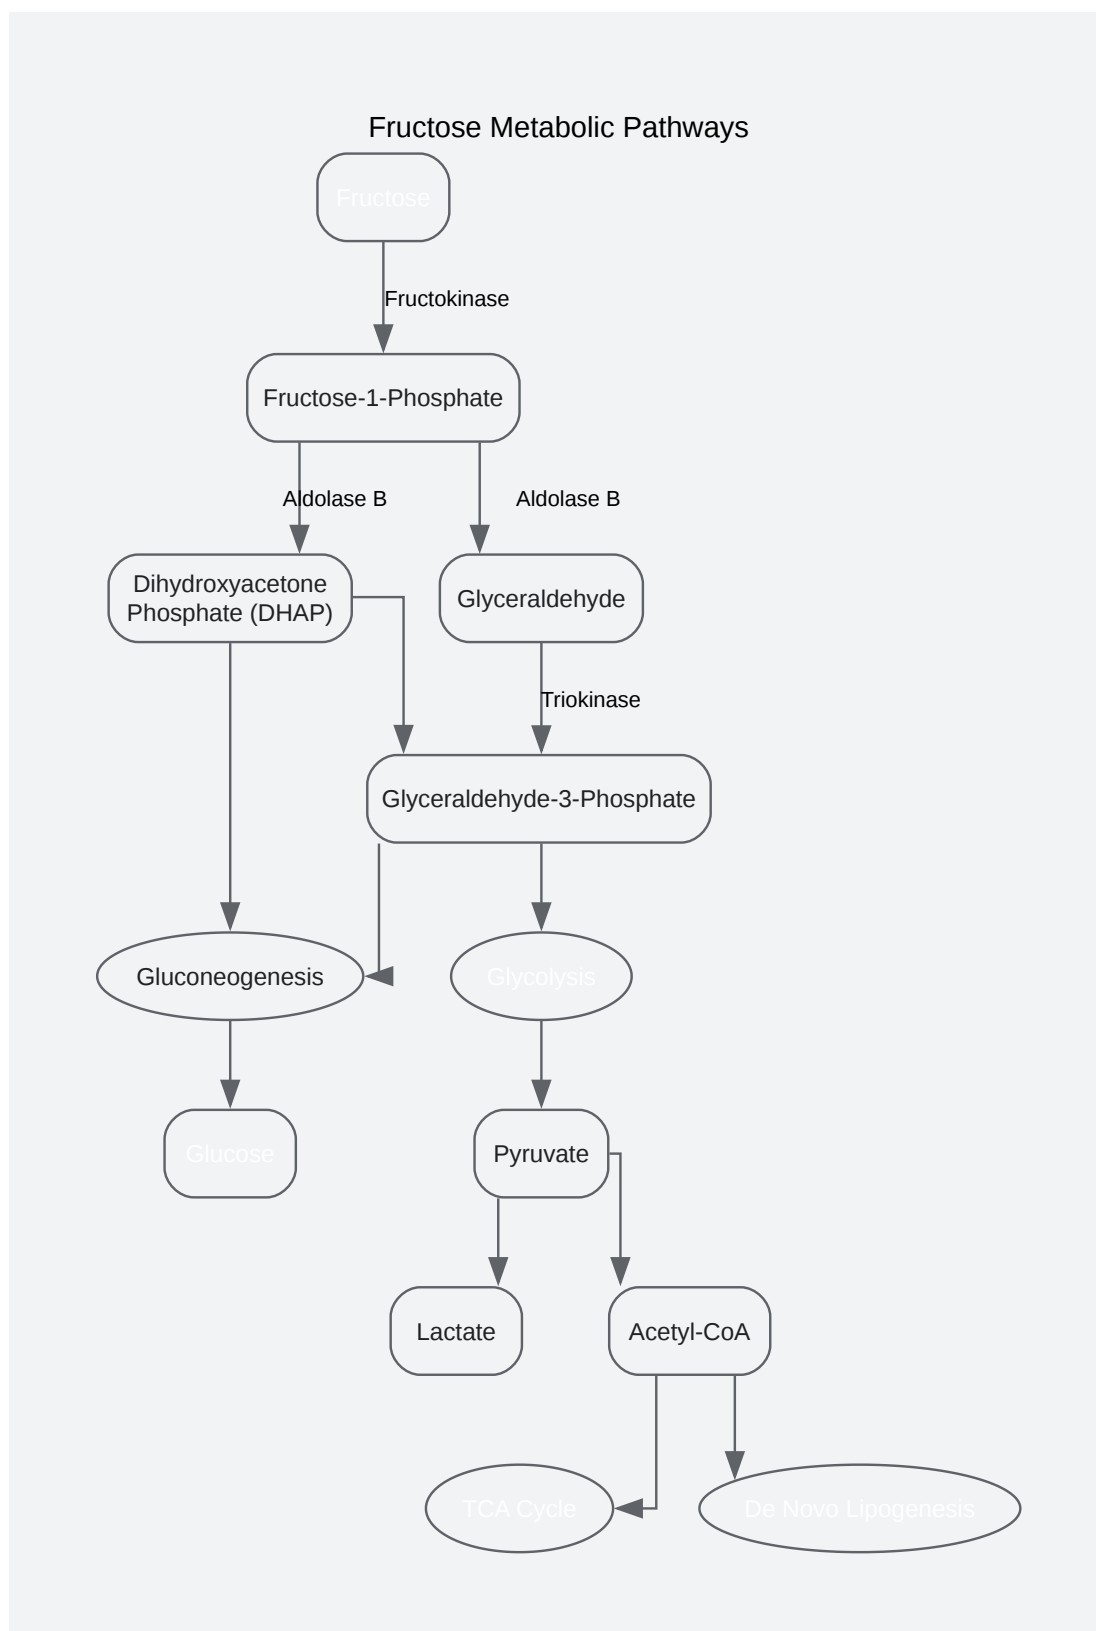 Fructose Metabolic Pathways
Fructose
Fructokinase
Fructose-1-Phosphate
Aldolase B
Aldolase B
Dihydroxyacetone
Phosphate (DHAP)
Glyceraldehyde
Triokinase
Glyceraldehyde-3-Phosphate
Gluconeogenesis
Glycolysis
Glucose
Pyruvate
Lactate
Acetyl-CoA
TCA Cycle
De Novo Lipogenesis